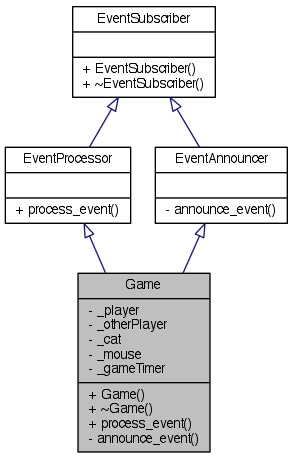 EventSubscriber
+ EventSubscriber()
+ ~EventSubscriber()
EventProcessor
+ process_event()
EventAnnouncer
- announce_event()
Game
- _player
- _otherPlayer
- _cat
- _mouse
- _gameTimer
+ Game()
+ ~Game()
+ process_event()
- announce_event()